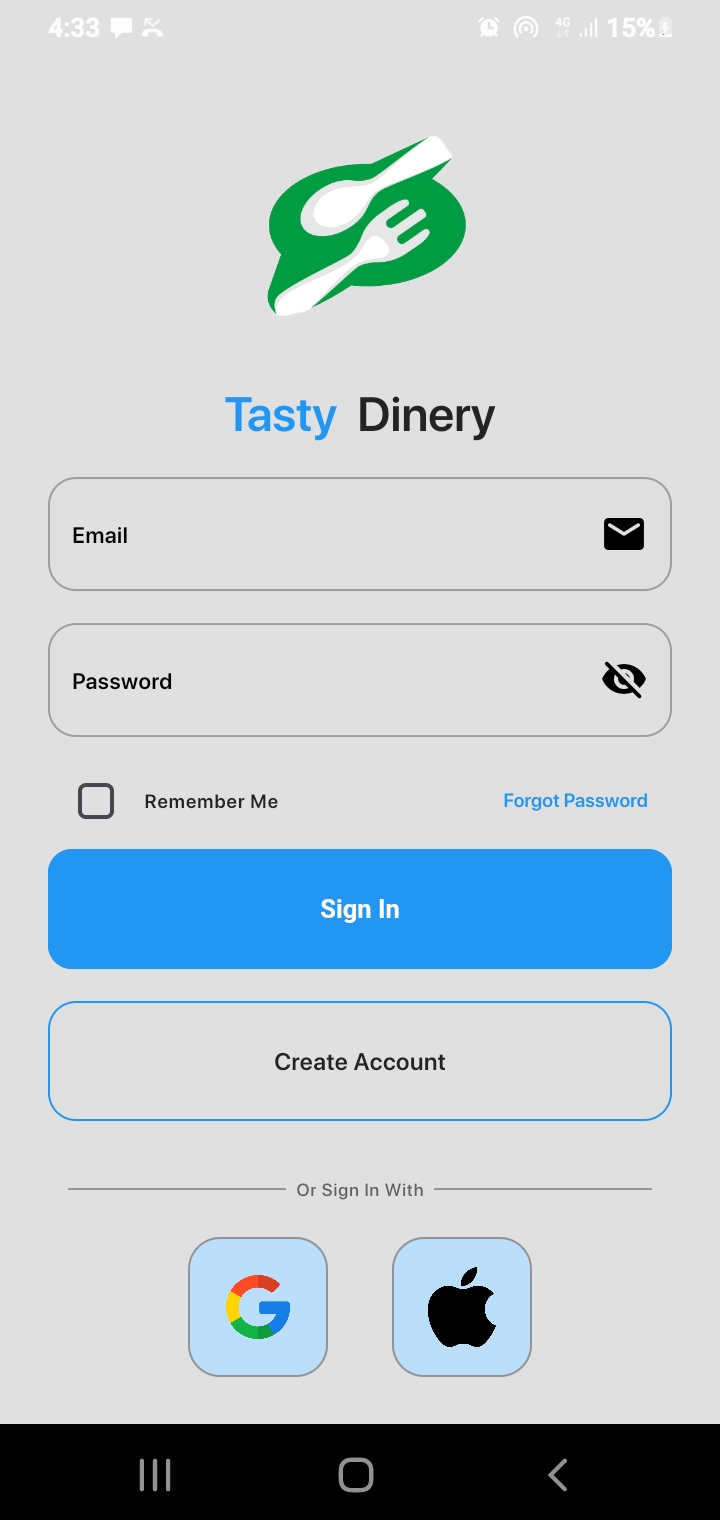 4:33 4G 15%
Tasty Dinery
Email
Password
Remember Me Forgot Password
Sign In
Create Account
Or Sign In With